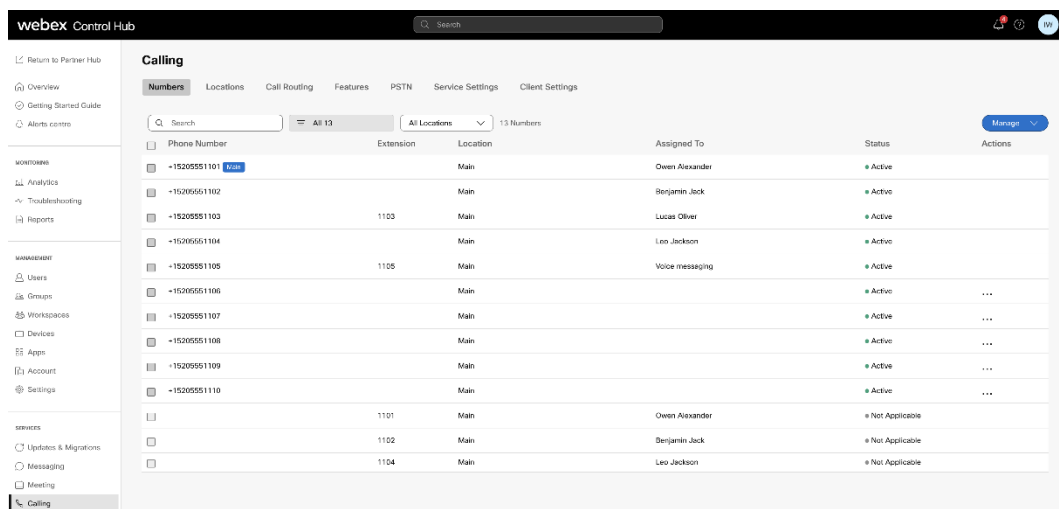 webex Control Hub
Search
IW
Return to Partner Hub
Overview
Getting Started Guide
Alerts centre
MONITORING
Analytics
Troubleshooting
Reports
MANAGEMENT
Users
Groups
Workspaces
Devices
Apps
Account
Settings
SERVICES
Updates & Migrations
Messaging
Meeting
Calling
Calling
Numbers Locations Call Routing Features PSTN Service Settings Client Settings
Search All 13 All Locations 13 Numbers Manage
Phone Number Extension Location Assigned To Status Actions
+15205551101 Main Main Owen Alexander Active
+15205551102 Main Benjamin Jack Active
+15205551103 1103 Main Lucas Oliver Active
+15205551104 Main Leo Jackson Active
+15205551105 1105 Main Voice messaging Active
+15205551106 Main Active ...
+15205551107 Main Active ...
+15205551108 Main Active ...
+15205551109 Main Active ...
+15205551110 Main Active ...
1101 Main Owen Alexander Not Applicable
1102 Main Benjamin Jack Not Applicable
1104 Main Leo Jackson Not Applicable